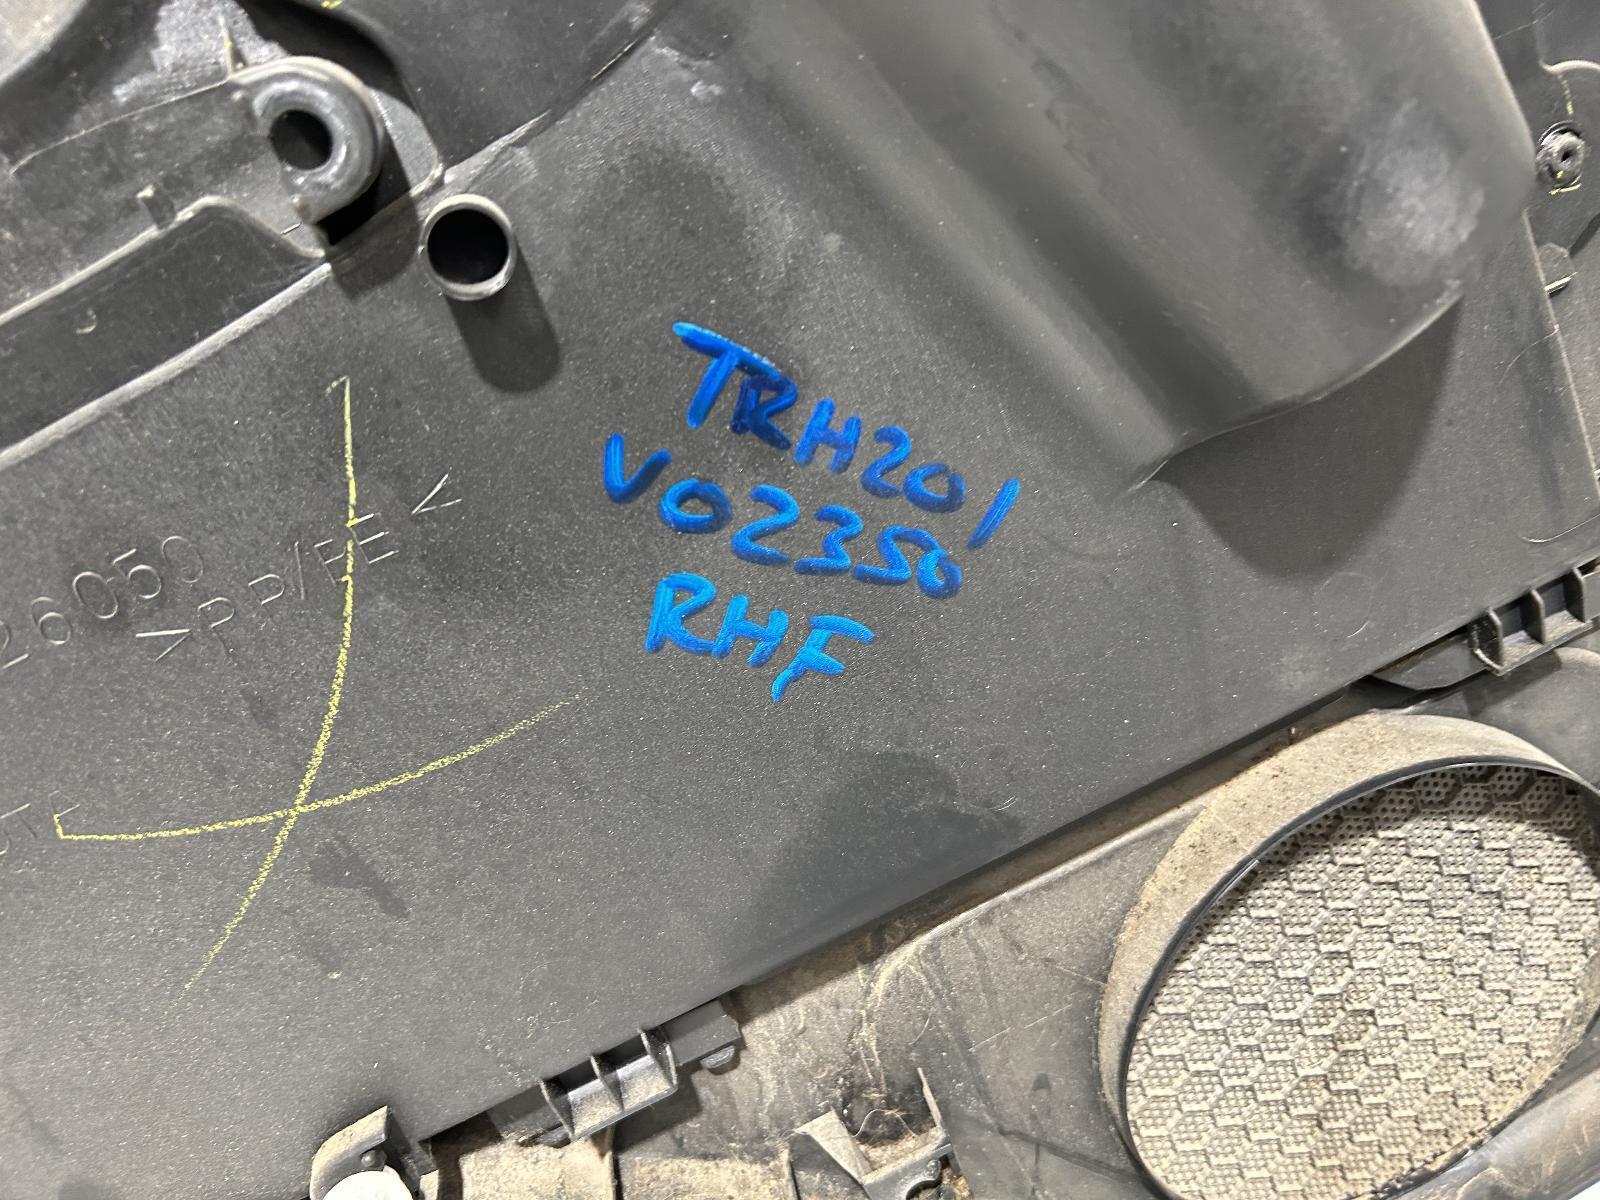 TRH201
V02350
RHF
26050
>PP/PE<